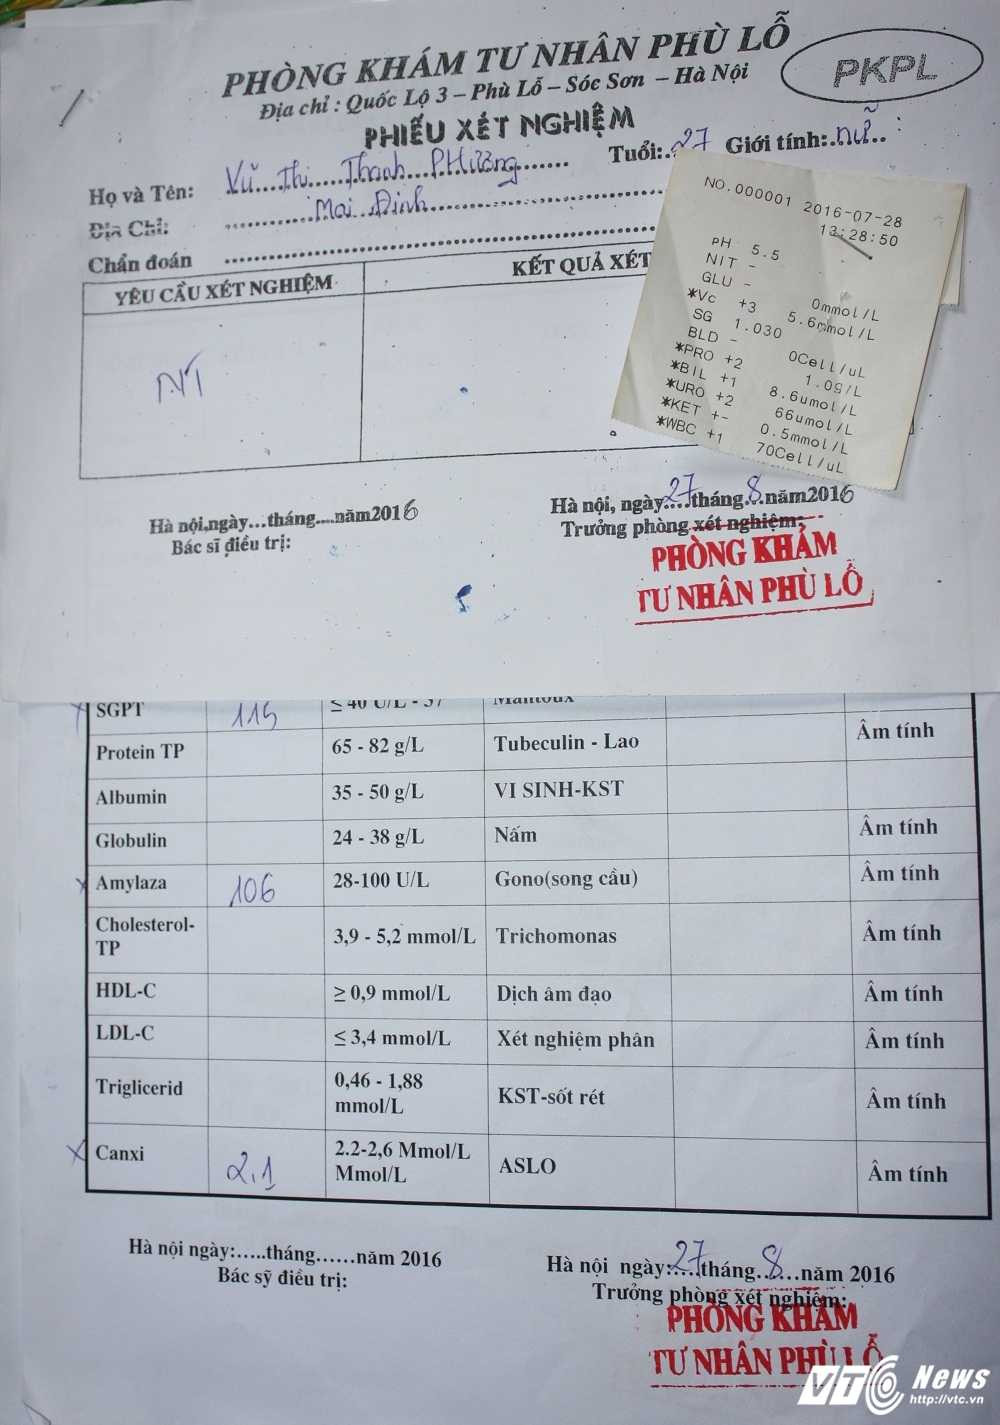 PHÒNG KHÁM TƯ NHÂN PHÙ LỖ
PKPL
Địa chỉ : Quốc Lộ 3 – Phù Lỗ – Sóc Sơn – Hà Nội
PHIẾU XÉT NGHIỆM
Họ và Tên: Vũ Thị Thanh Phương Tuổi: 27 Giới tính: nữ
Địa Chỉ: Mai Đình
Chẩn đoán
YÊU CẦU XÉT NGHIỆM KẾT QUẢ XÉT
NT
NO.000001 2016-07-28
13:28:50
PH 5.5
NIT -
GLU - 0mmol/L
*Vc +3 5.6mmol/L
SG 1.030
BLD - 0Cell/uL
*PRO +2 1.0g/L
*BIL +1 8.6umol/L
*URO +2 66umol/L
*KET +- 0.5mmol/L
*WBC +1 70Cell/uL
Hà nội,ngày...tháng....năm2016
Bác sĩ điều trị:
Hà nội, ngày 27 tháng 8 năm2016
Trưởng phòng xét nghiệm:
PHÒNG KHÁM
TƯ NHÂN PHÙ LỖ
SGPT 115 ≤ 40 U/L - 37 Mantoux
Protein TP 65 - 82 g/L Tubeculin - Lao Âm tính
Albumin 35 - 50 g/L VI SINH-KST
Globulin 24 - 38 g/L Nấm Âm tính
Amylaza 106 28-100 U/L Gono(song cầu) Âm tính
Cholesterol-
TP 3,9 - 5,2 mmol/L Trichomonas Âm tính
HDL-C ≥ 0,9 mmol/L Dịch âm đạo Âm tính
LDL-C ≤ 3,4 mmol/L Xét nghiệm phân Âm tính
Triglicerid 0,46 - 1,88
mmol/L KST-sốt rét Âm tính
Canxi 2.1 2.2-2,6 Mmol/L
Mmol/L ASLO Âm tính
Hà nội ngày:.....tháng......năm 2016
Bác sỹ điều trị:
Hà nội ngày: 27 tháng 8 năm 2016
Trưởng phòng xét nghiệm:
PHÒNG KHÁM
TƯ NHÂN PHÙ LỖ
VTC News
http://vtc.vn